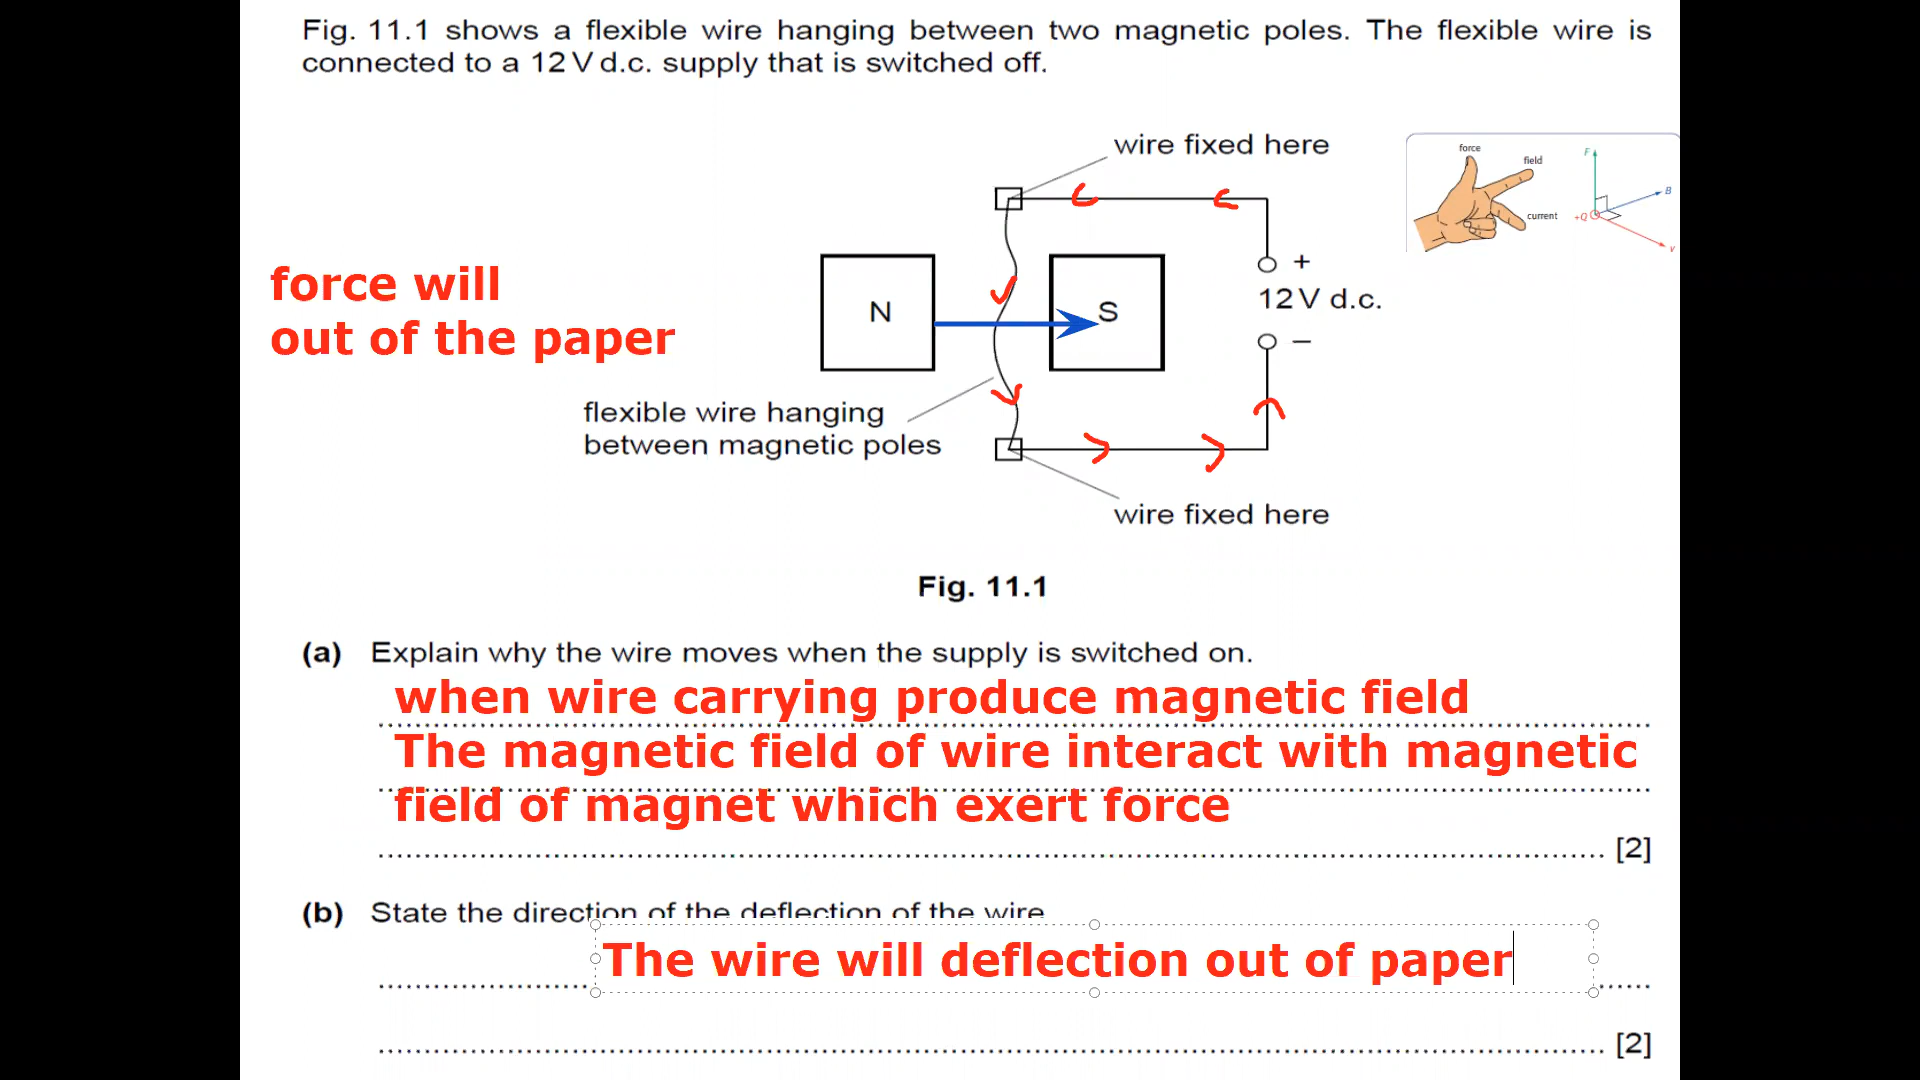 Fig. 11.1 shows a flexible wire hanging between two magnetic poles. The flexible wire is
connected to a 12 V d.c. supply that is switched off.
wire fixed here
force
field
current
F
B
+Q
v
force will
out of the paper
N
S
+
12 V d.c.
–
flexible wire hanging
between magnetic poles
wire fixed here
Fig. 11.1
(a) Explain why the wire moves when the supply is switched on.
when wire carrying produce magnetic field
The magnetic field of wire interact with magnetic
field of magnet which exert force
[2]
(b) State the direction of the deflection of the wire
The wire will deflection out of paper
[2]